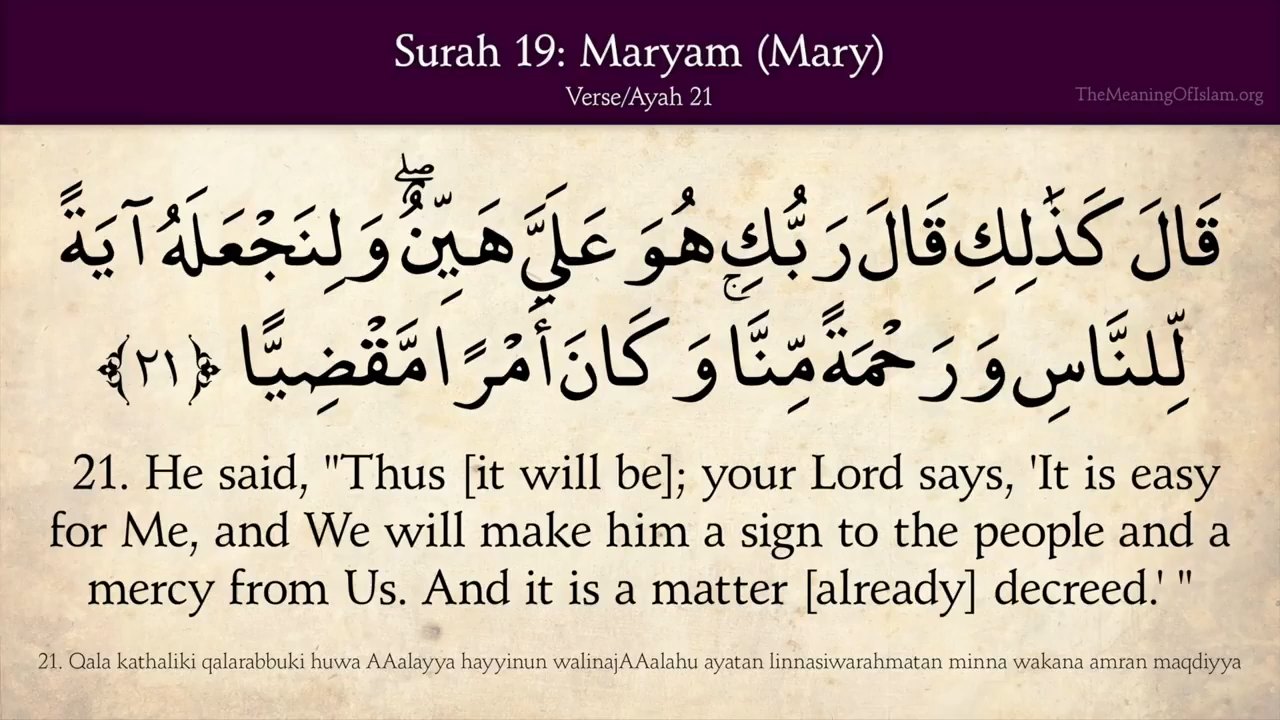 Surah 19: Maryam (Mary)
Verse/Ayah 21
TheMeaningOfIslam.org
قَالَ كَذَٰلِكِ قَالَ رَبُّكِ هُوَ عَلَيَّ هَيِّنٌ ۖ وَلِنَجْعَلَهُ آيَةً
لِّلنَّاسِ وَرَحْمَةً مِّنَّا ۚ وَكَانَ أَمْرًا مَّقْضِيًّا ﴿٢١﴾
21. He said, "Thus [it will be]; your Lord says, 'It is easy
for Me, and We will make him a sign to the people and a
mercy from Us. And it is a matter [already] decreed.' "
21. Qala kathaliki qalarabbuki huwa AAalayya hayyinun walinajAAalahu ayatan linnasiwarahmatan minna wakana amran maqdiyya